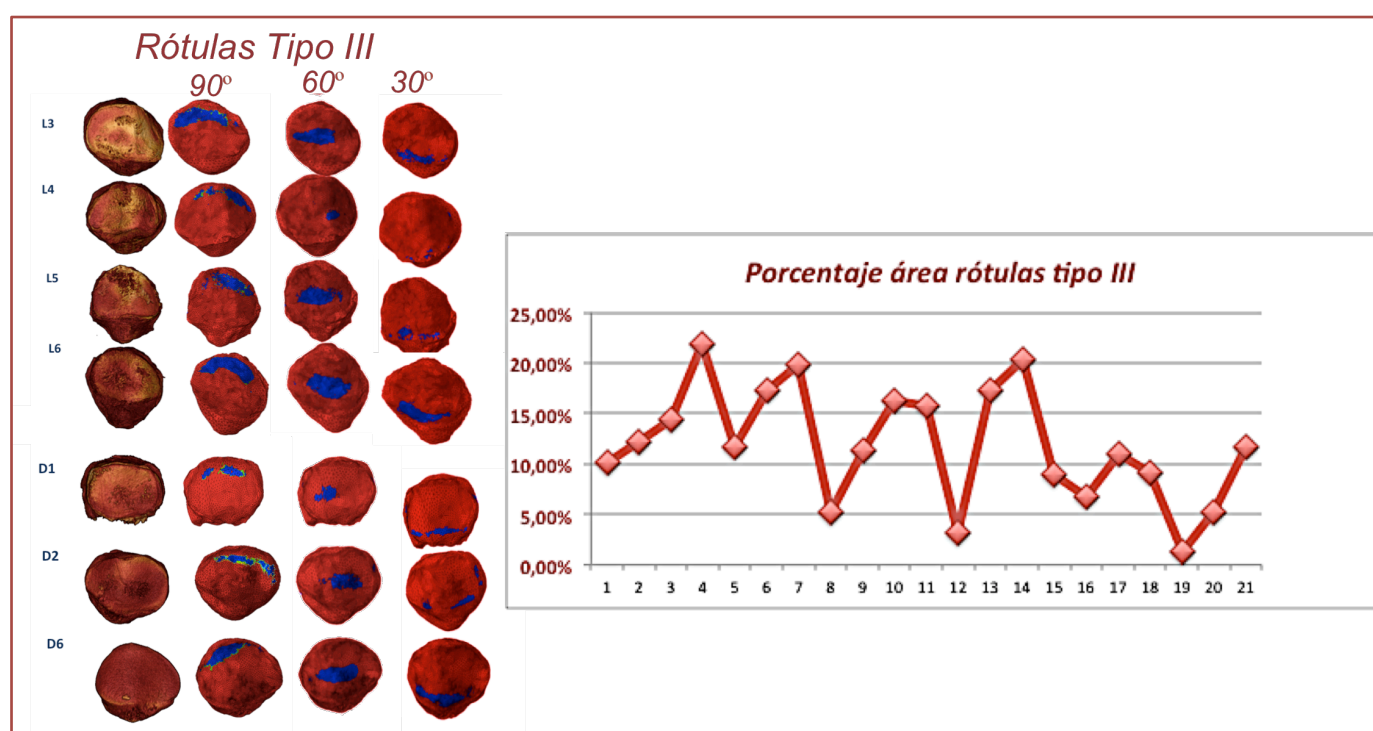 Rótulas Tipo III
90º 60º 30º
L3
L4
L5
L6
D1
D2
D6
Porcentaje área rótulas tipo III
25,00%
20,00%
15,00%
10,00%
5,00%
0,00%
1 2 3 4 5 6 7 8 9 10 11 12 13 14 15 16 17 18 19 20 21